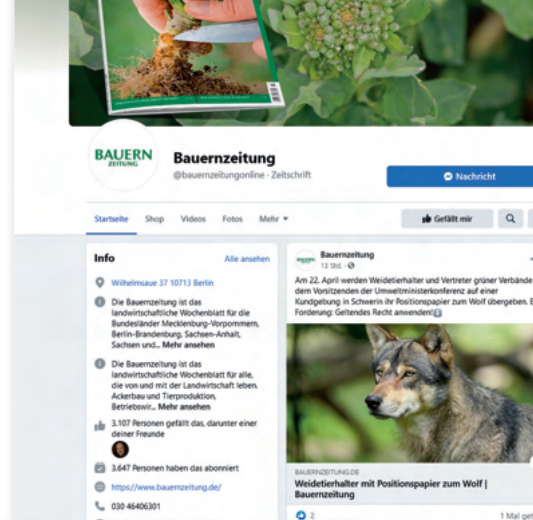 BAUERN
ZEITUNG
Bauernzeitung
@bauernzeitungonline · Zeitschrift
Nachricht
Startseite Shop Videos Fotos Mehr
Gefällt mir
Info
Alle ansehen
Wilhelmsaue 37 10713 Berlin
Die Bauernzeitung ist das
landwirtschaftliche Wochenblatt für die
Bundesländer Mecklenburg-Vorpommern,
Berlin-Brandenburg, Sachsen-Anhalt,
Sachsen und... Mehr ansehen
Die Bauernzeitung ist das
landwirtschaftliche Wochenblatt für alle,
die von und mit der Landwirtschaft leben.
Ackerbau und Tierproduktion,
Betriebswir... Mehr ansehen
3.107 Personen gefällt das, darunter einer
deiner Freunde
3.647 Personen haben das abonniert
https://www.bauernzeitung.de/
030 46406301
Bauernzeitung
13 Std. ·
Am 22. April werden Weidetierhalter und Vertreter grüner Verbände
dem Vorsitzenden der Umweltministerkonferenz auf einer
Kundgebung in Schwerin ihr Positionspapier zum Wolf übergeben.
Forderung: Geltendes Recht anwenden!
BAUERNZEITUNG.DE
Weidetierhalter mit Positionspapier zum Wolf |
Bauernzeitung
2
1 Mal